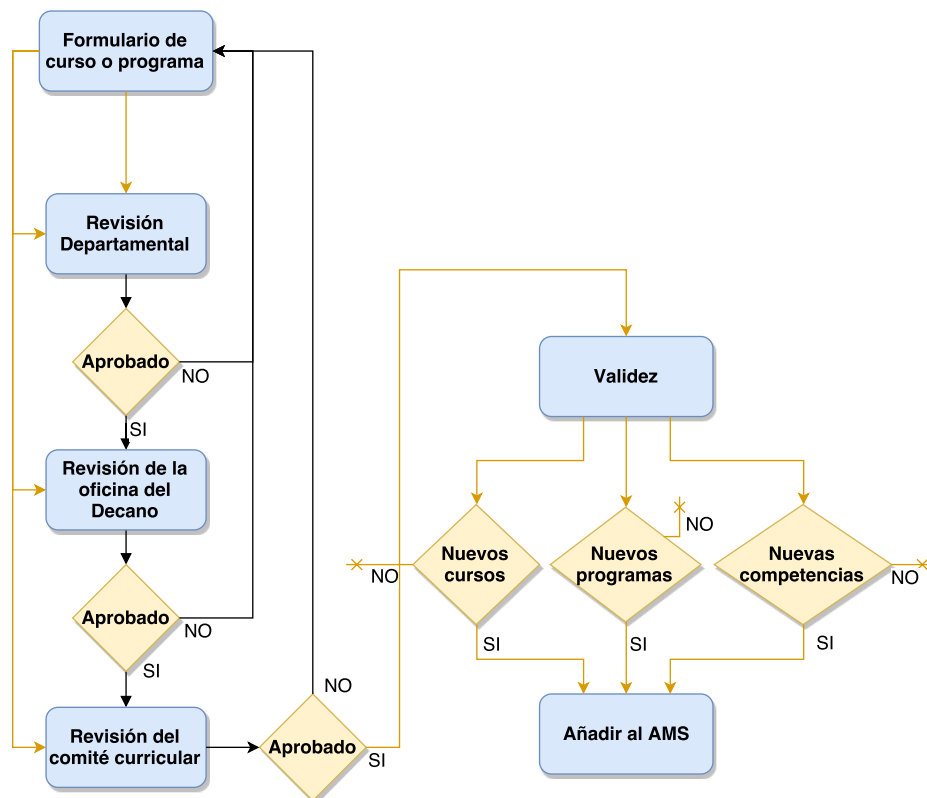 Formulario de
curso o programa
Revisión
Departamental
Aprobado
NO
SI
Revisión de la
oficina del
Decano
Aprobado
NO
SI
Revisión del
comité curricular
Aprobado
NO
SI
Validez
Nuevos
cursos
NO
SI
Nuevos
programas
NO
SI
Nuevas
competencias
NO
SI
Añadir al AMS